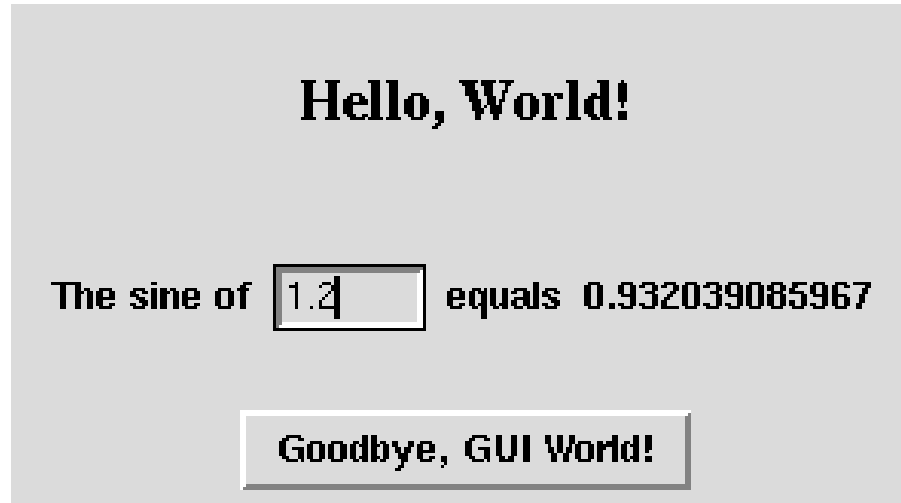 Hello, World!
The sine of 1.2 equals 0.932039085967
Goodbye, GUI World!